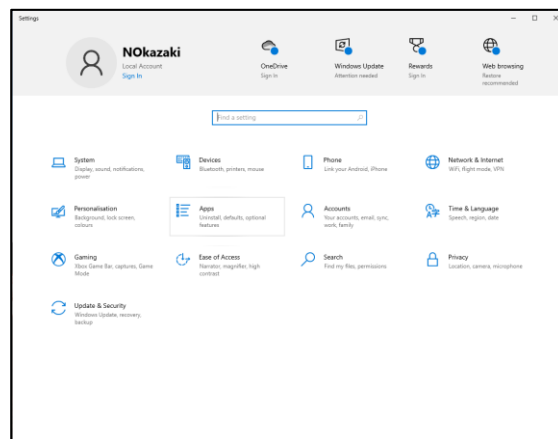 Settings
NOkazaki
Local Account
Sign In
OneDrive
Sign In
Windows Update
Attention needed
Rewards
Sign In
Web browsing
Restore
recommended
Find a setting
System
Display, sound, notifications,
power
Devices
Bluetooth, printers, mouse
Phone
Link your Android, iPhone
Network & Internet
WiFi, flight mode, VPN
Personalisation
Background, lock screen,
colours
Apps
Uninstall, defaults, optional
features
Accounts
Your accounts, email, sync,
work, family
Time & Language
Speech, region, date
Gaming
Xbox Game Bar, captures, Game
Mode
Ease of Access
Narrator, magnifier, high
contrast
Search
Find my files, permissions
Privacy
Location, camera, microphone
Update & Security
Windows Update, recovery,
backup